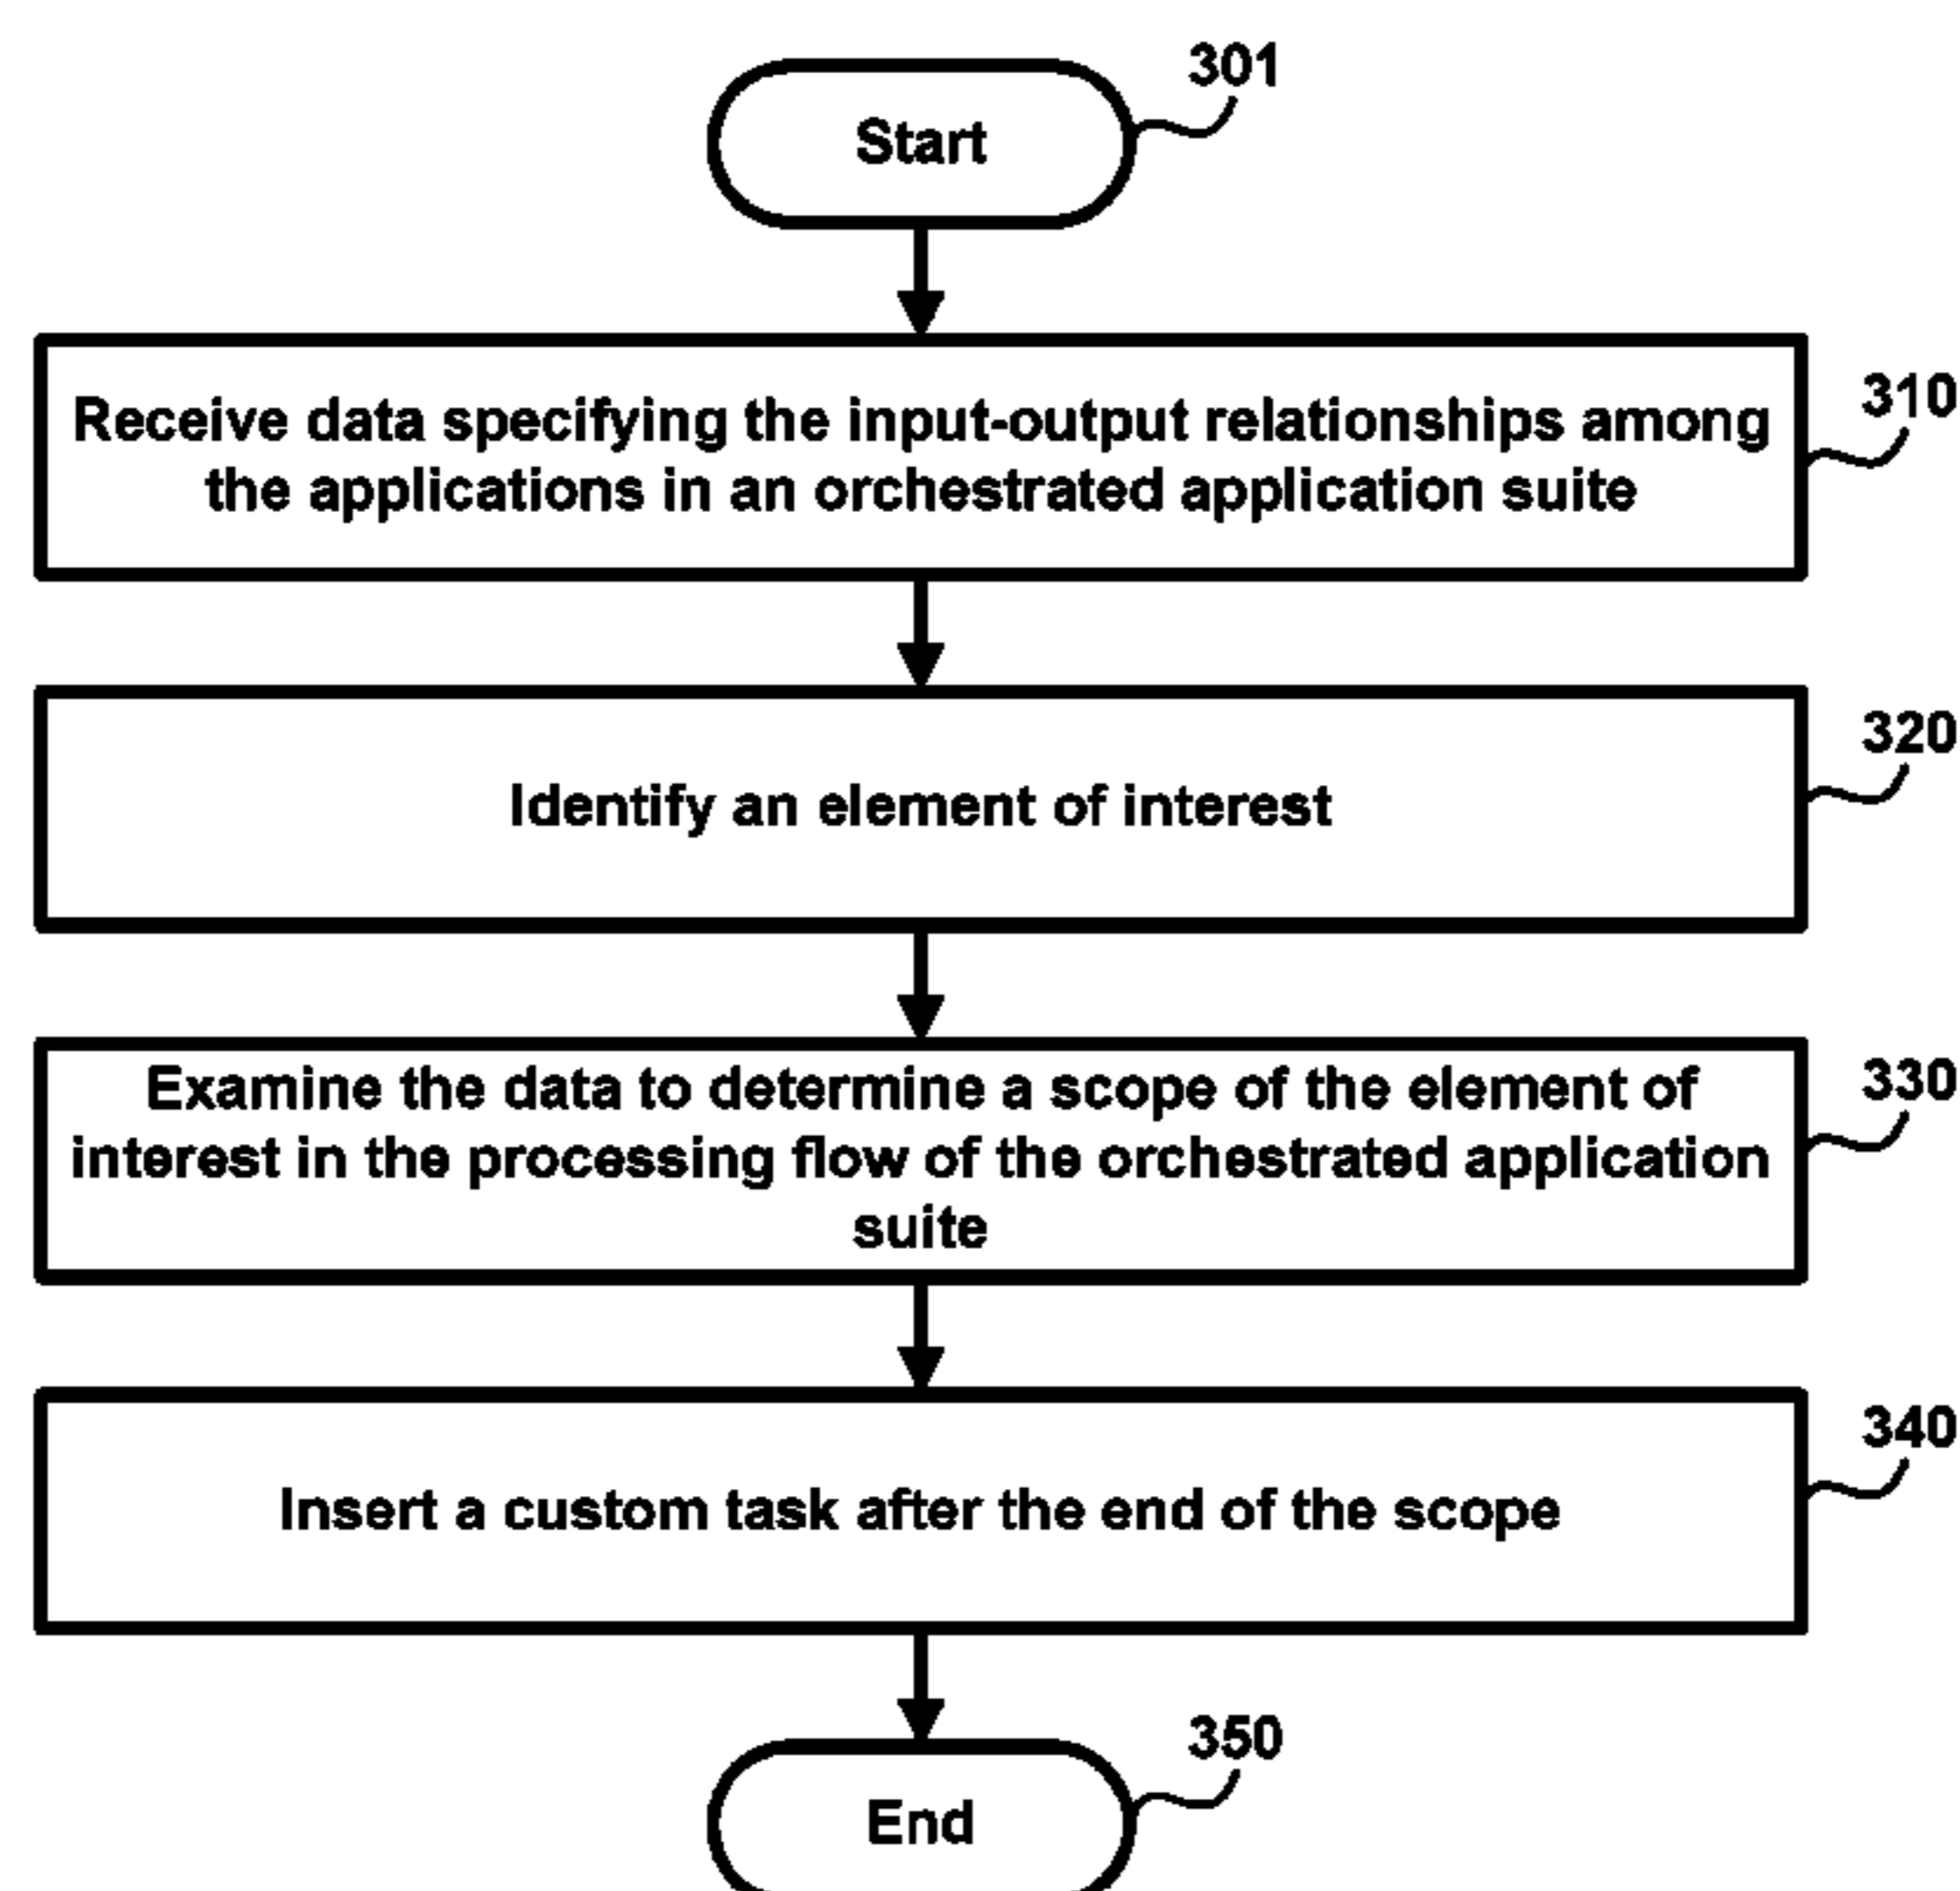 301
Start
310
Receive data specifying the input-output relationships among
the applications in an orchestrated application suite
320
Identify an element of interest
330
Examine the data to determine a scope of the element of
interest in the processing flow of the orchestrated application
suite
340
Insert a custom task after the end of the scope
350
End